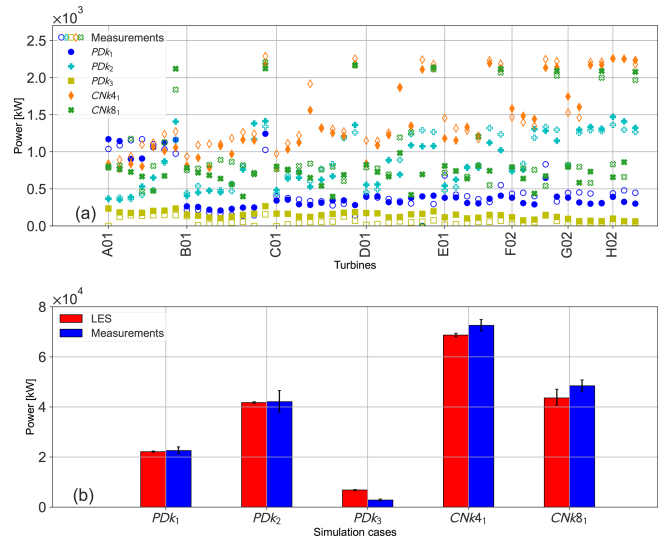 ×10³
2.5
2.0
1.5
1.0
0.5
0.0
Power [kW]
Measurements
PDk₁
PDk₂
PDk₃
CNk4₁
CNk8₁
(a)
A01 B01 C01 D01 E01 F02 G02 H02
Turbines
×10⁴
8
6
4
2
0
Power [kW]
LES
Measurements
(b)
PDk₁ PDk₂ PDk₃ CNk4₁ CNk8₁
Simulation cases